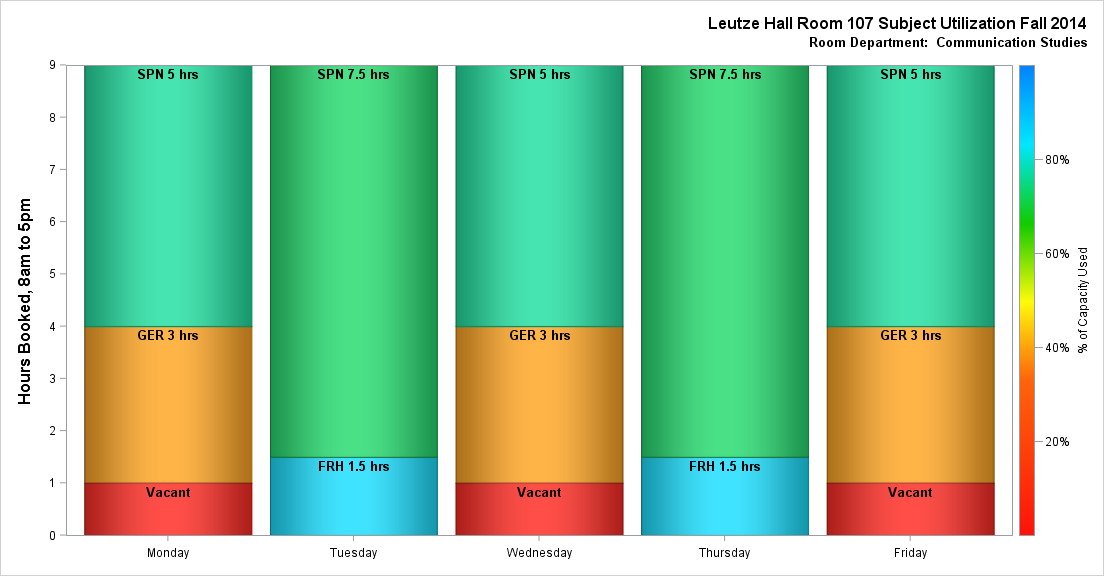 Leutze Hall Room 107 Subject Utilization Fall 2014
Room Department:  Communication Studies
Hours Booked, 8am to 5pm
9
8
7
6
5
4
3
2
1
0
SPN 5 hrs
GER 3 hrs
Vacant
SPN 7.5 hrs
FRH 1.5 hrs
SPN 5 hrs
GER 3 hrs
Vacant
SPN 7.5 hrs
FRH 1.5 hrs
SPN 5 hrs
GER 3 hrs
Vacant
Monday
Tuesday
Wednesday
Thursday
Friday
80%
60%
40%
20%
% of Capacity Used